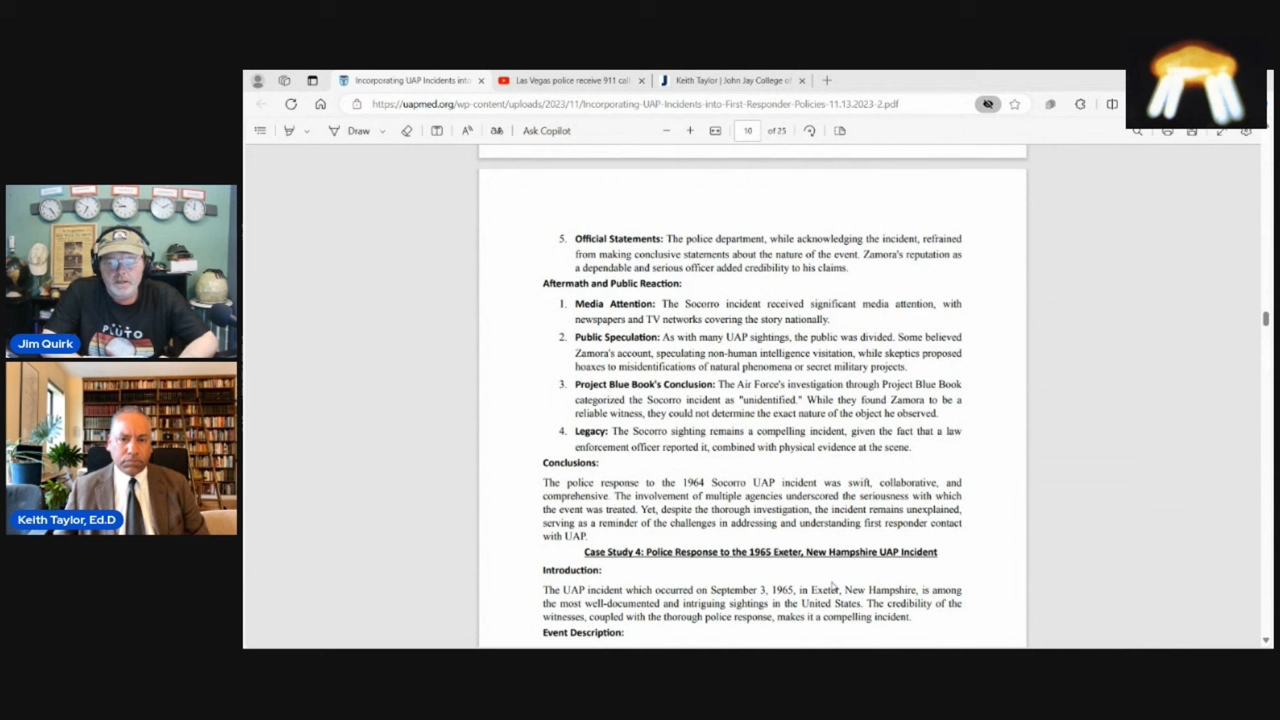 Incorporating UAP Incidents into
Las Vegas police receive 911 call
Keith Taylor | John Jay College of
https://uapmed.org/wp-content/uploads/2023/11/Incorporating-UAP-Incidents-into-First-Responder-Policies-11.13.2023-2.pdf
Draw
Ask Copilot
10 of 25
5. Official Statements: The police department, while acknowledging the incident, refrained
from making conclusive statements about the nature of the event. Zamora's reputation as
a dependable and serious officer added credibility to his claims.
Aftermath and Public Reaction:
1. Media Attention: The Socorro incident received significant media attention, with
newspapers and TV networks covering the story nationally.
2. Public Speculation: As with many UAP sightings, the public was divided. Some believed
Zamora's account, speculating non-human intelligence visitation, while skeptics proposed
hoaxes to misidentifications of natural phenomena or secret military projects.
3. Project Blue Book's Conclusion: The Air Force's investigation through Project Blue Book
categorized the Socorro incident as "unidentified." While they found Zamora to be a
reliable witness, they could not determine the exact nature of the object he observed.
4. Legacy: The Socorro sighting remains a compelling incident, given the fact that a law
enforcement officer reported it, combined with physical evidence at the scene.
Conclusions:
The police response to the 1964 Socorro UAP incident was swift, collaborative, and
comprehensive. The involvement of multiple agencies underscored the seriousness with which
the event was treated. Yet, despite the thorough investigation, the incident remains unexplained,
serving as a reminder of the challenges in addressing and understanding first responder contact
with UAP.
Case Study 4: Police Response to the 1965 Exeter, New Hampshire UAP Incident
Introduction:
The UAP incident which occurred on September 3, 1965, in Exeter, New Hampshire, is among
the most well-documented and intriguing sightings in the United States. The credibility of the
witnesses, coupled with the thorough police response, makes it a compelling incident.
Event Description:
PLUTO
Jim Quirk
Keith Taylor, Ed.D